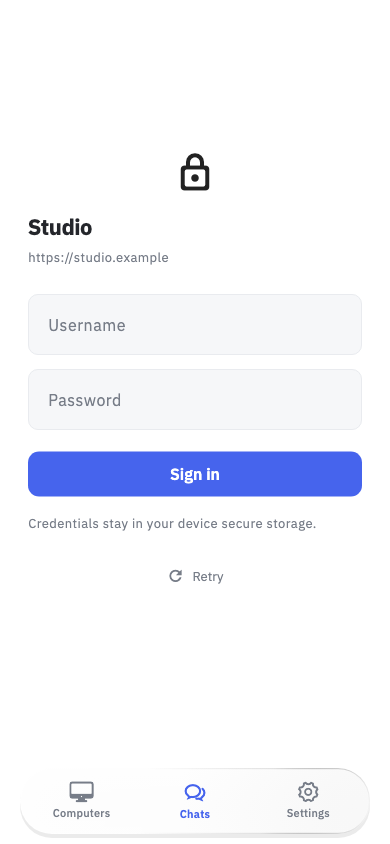 Studio
https://studio.example
Username
Password
Sign in
Credentials stay in your device secure storage.
Retry
Computers
Chats
Settings